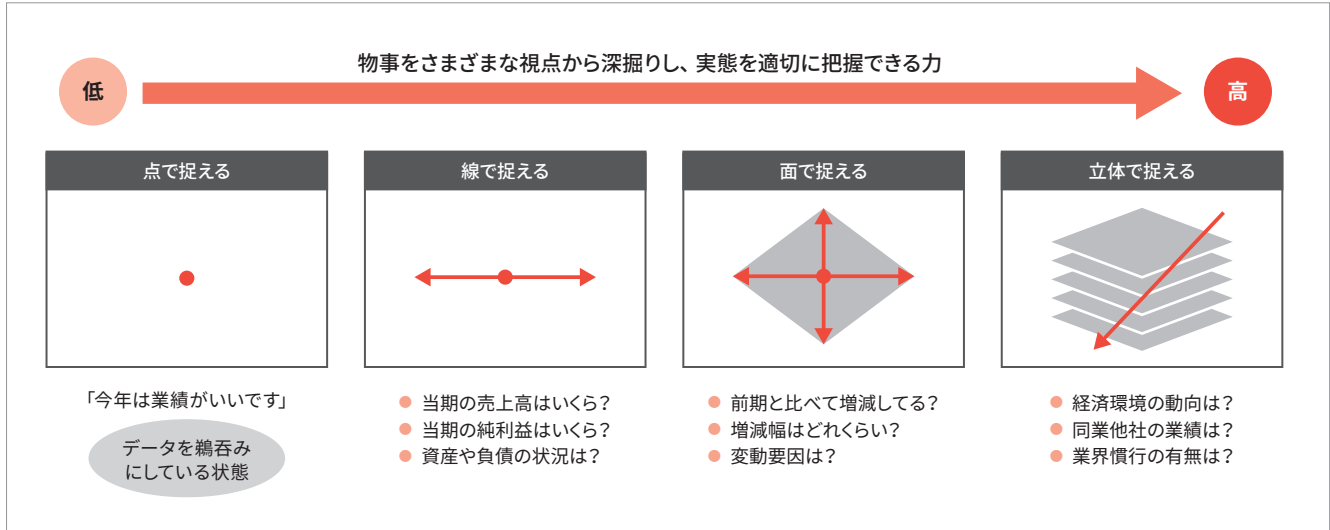 物事をさまざまな視点から深掘りし、実態を適切に把握できる力
低
高
点で捉える
「今年は業績がいいです」
データを鵜呑み
にしている状態
線で捉える
● 当期の売上高はいくら？
● 当期の純利益はいくら？
● 資産や負債の状況は？
面で捉える
● 前期と比べて増減してる？
● 増減幅はどれくらい？
● 変動要因は？
立体で捉える
● 経済環境の動向は？
● 同業他社の業績は？
● 業界慣行の有無は？